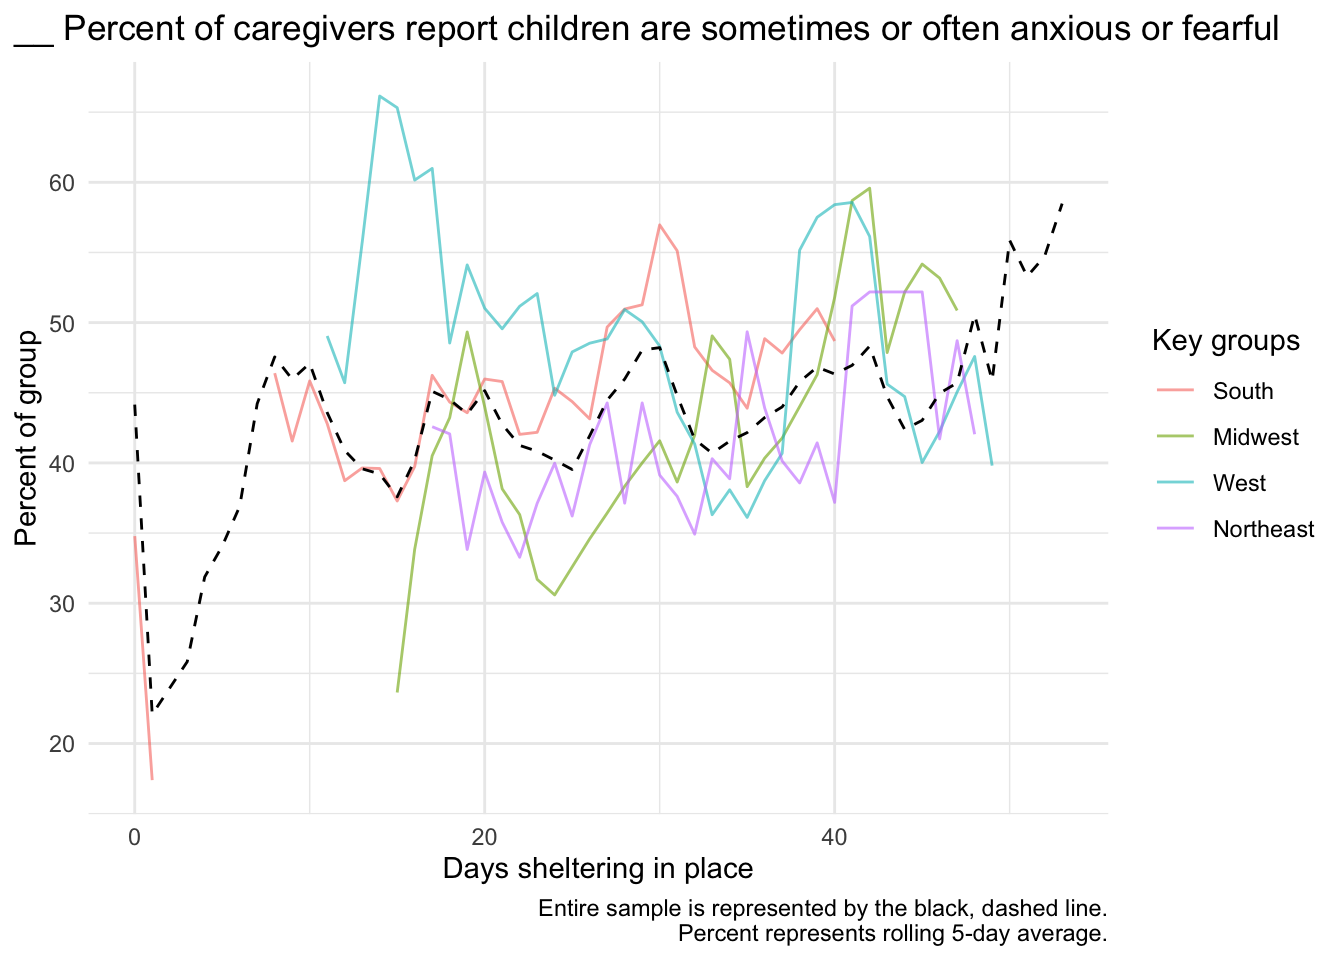 __ Percent of caregivers report children are sometimes or often anxious or fearful
Percent of group
60
50
40
30
20
0
20
40
Days sheltering in place
Key groups
South
Midwest
West
Northeast
Entire sample is represented by the black, dashed line.
Percent represents rolling 5-day average.